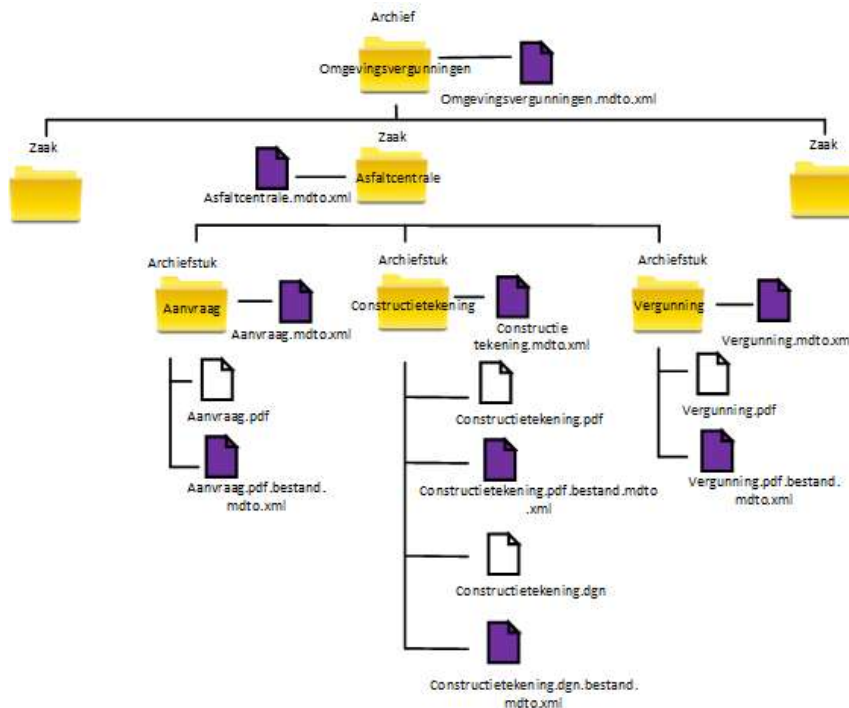 Archief
Omgevingsvergunningen
Omgevingsvergunningen.mdto.xml
Zaak
Zaak
Zaak
Asfaltcentrale
Asfaltcentrale.mdto.xml
Archiefstuk
Archiefstuk
Archiefstuk
Aanvraag
Aanvraag.mdto.xml
Constructietekening
Constructie
tekening.mdto.xml
Vergunning
Vergunning.mdto.xm
Aanvraag.pdf
Aanvraag.pdf.bestand.
mdto.xml
Constructietekening.pdf
Constructietekening.pdf.bestand.mdto
.xml
Constructietekening.dgn
Constructietekening.dgn.bestand.
mdto.xml
Vergunning.pdf
Vergunning.pdf.bestand.
mdto.xml